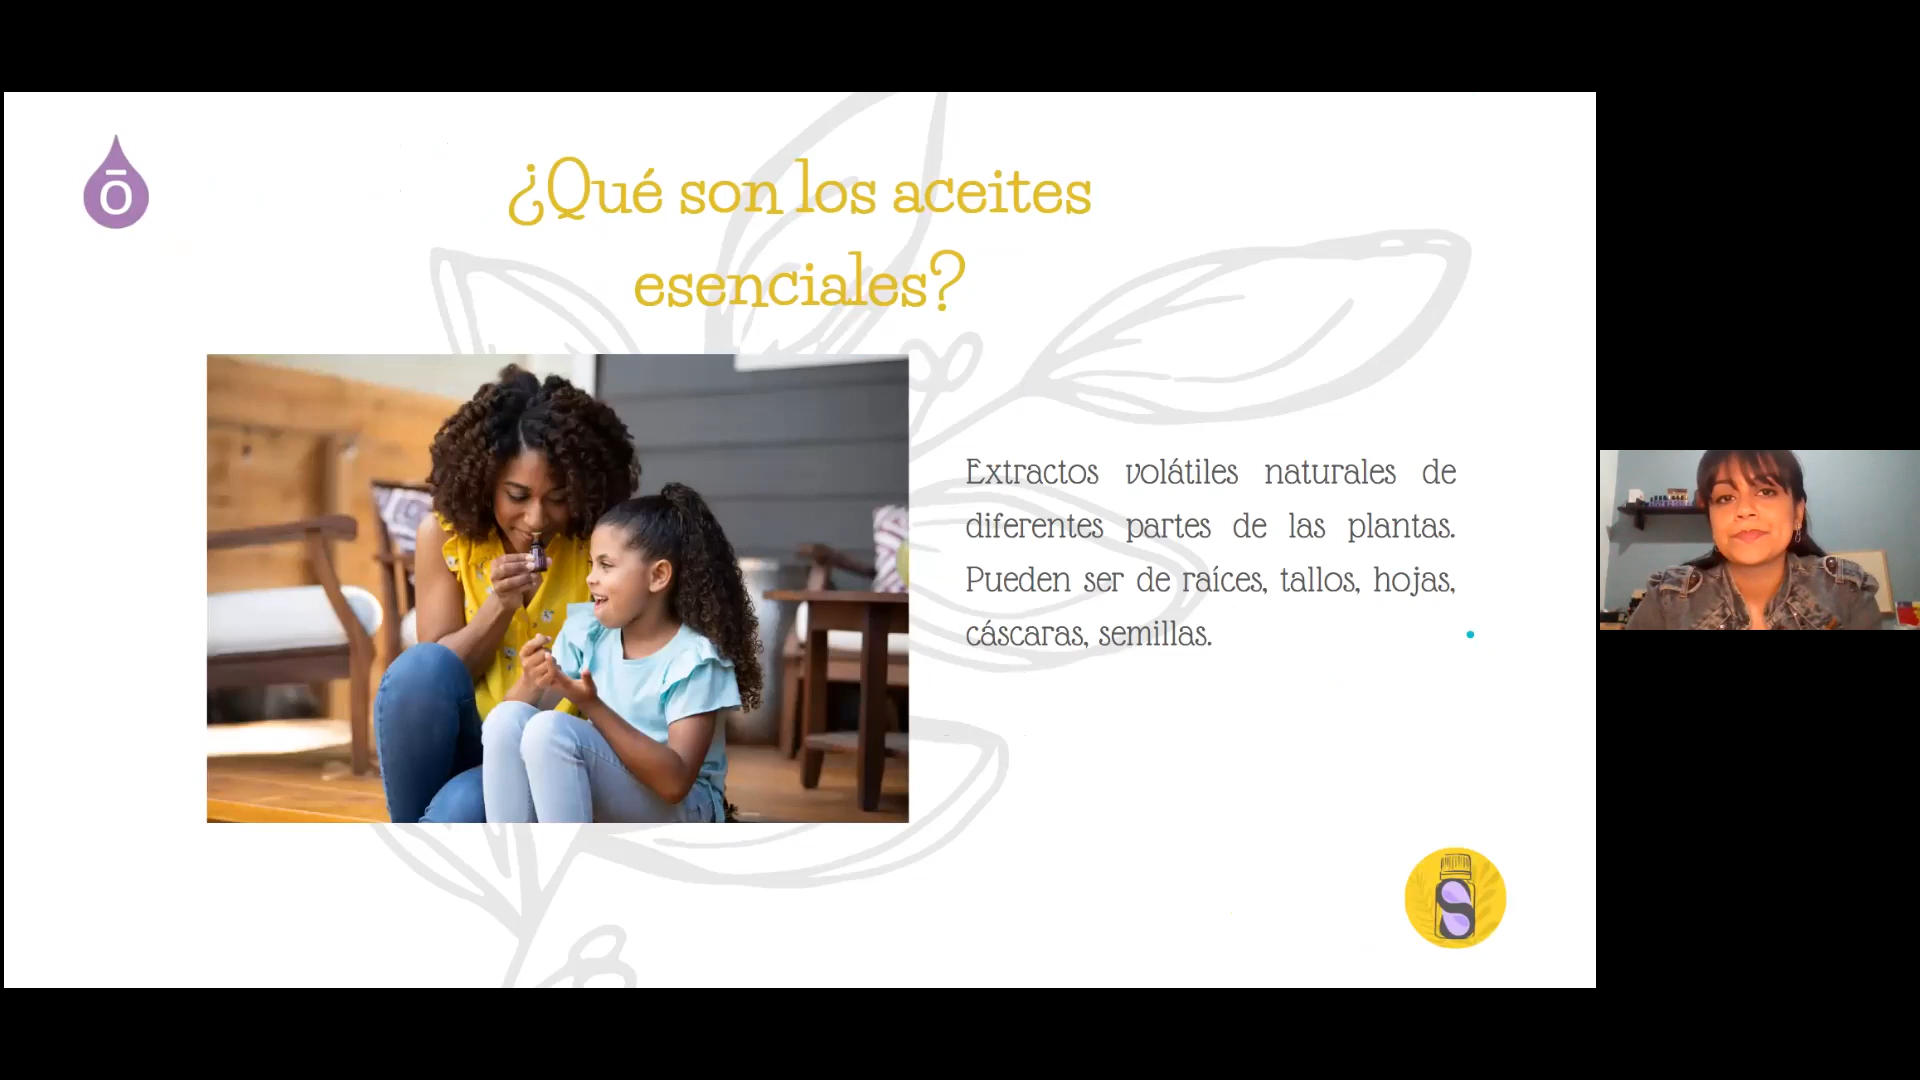 ō
¿Qué son los aceites
esenciales?
Extractos volátiles naturales de
diferentes partes de las plantas.
Pueden ser de raíces, tallos, hojas,
cáscaras, semillas.
S